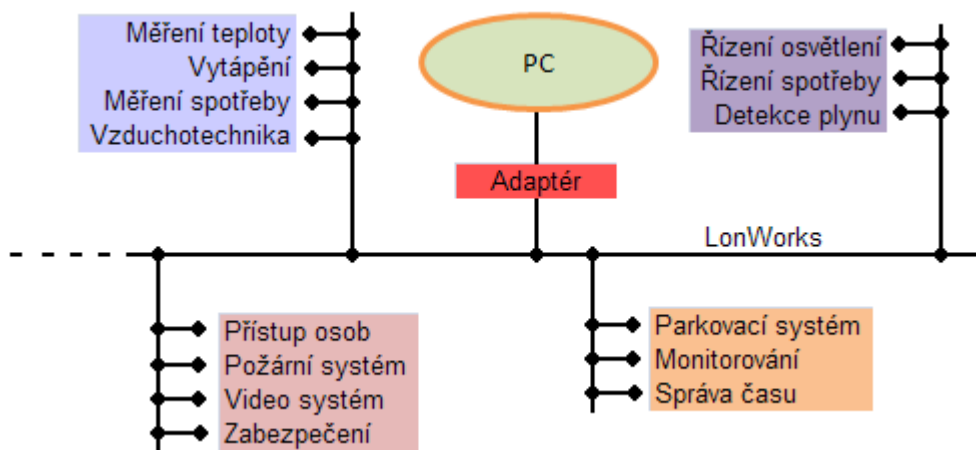 Měření teploty
Vytápění
Měření spotřeby
Vzduchotechnika
PC
Adaptér
Řízení osvětlení
Řízení spotřeby
Detekce plynu
LonWorks
Přístup osob
Požární systém
Video systém
Zabezpečení
Parkovací systém
Monitorování
Správa času